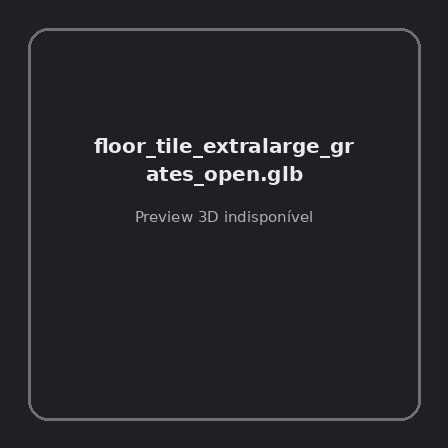 floor_tile_extralarge_gr
ates_open.glb
Preview 3D indisponível